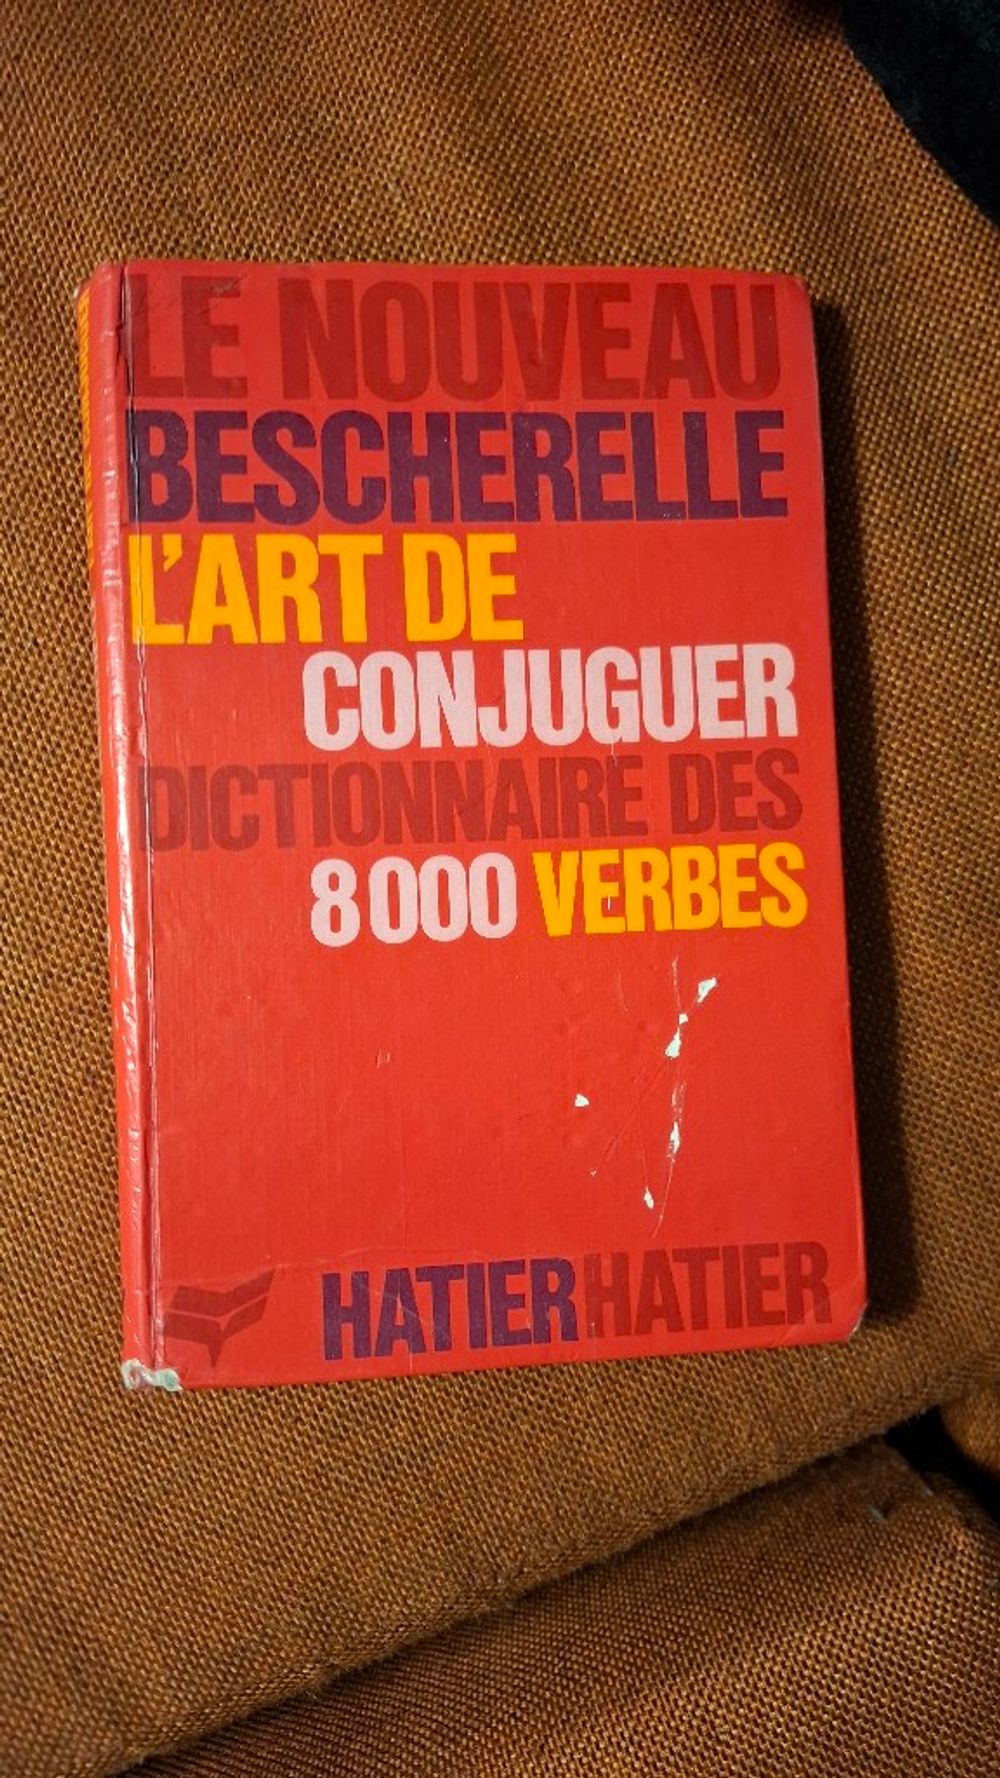 LE NOUVEAU
BESCHERELLE
L'ART DE
CONJUGUER
DICTIONNAIRE DES
8000 VERBES
HATIER HATIER